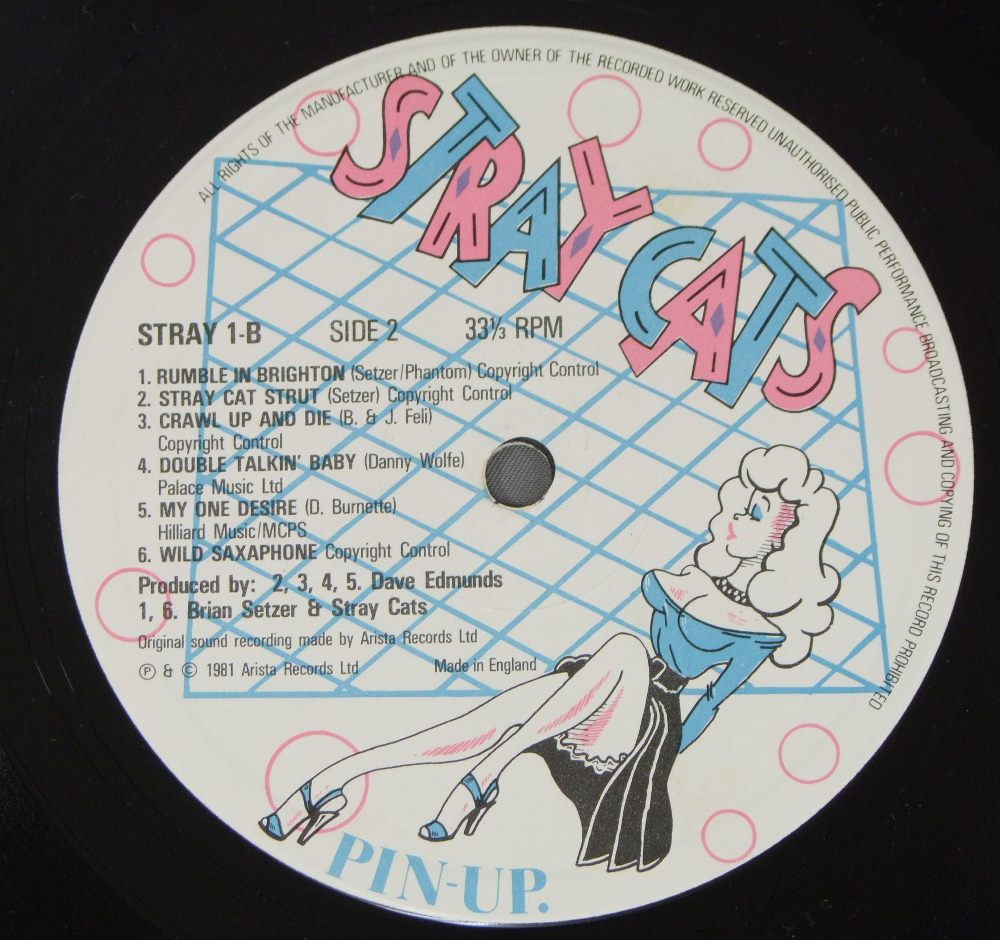 ALL RIGHTS OF THE MANUFACTURER AND OF THE OWNER OF THE RECORDED WORK RESERVED UNAUTHORISED PUBLIC PERFORMANCE BROADCASTING AND COPYING OF THIS RECORD PROHIBITED
STRAY CATS
STRAY 1-B SIDE 2 33⅓ RPM
1. RUMBLE IN BRIGHTON (Setzer/Phantom) Copyright Control
2. STRAY CAT STRUT (Setzer) Copyright Control
3. CRAWL UP AND DIE (B. & J. Feli)
Copyright Control
4. DOUBLE TALKIN' BABY (Danny Wolfe)
Palace Music Ltd
5. MY ONE DESIRE (D. Burnette)
Hilliard Music/MCPS
6. WILD SAXAPHONE Copyright Control
Produced by: 2, 3, 4, 5. Dave Edmunds
1, 6. Brian Setzer & Stray Cats
Original sound recording made by Arista Records Ltd
℗ & © 1981 Arista Records Ltd Made in England
PIN-UP.